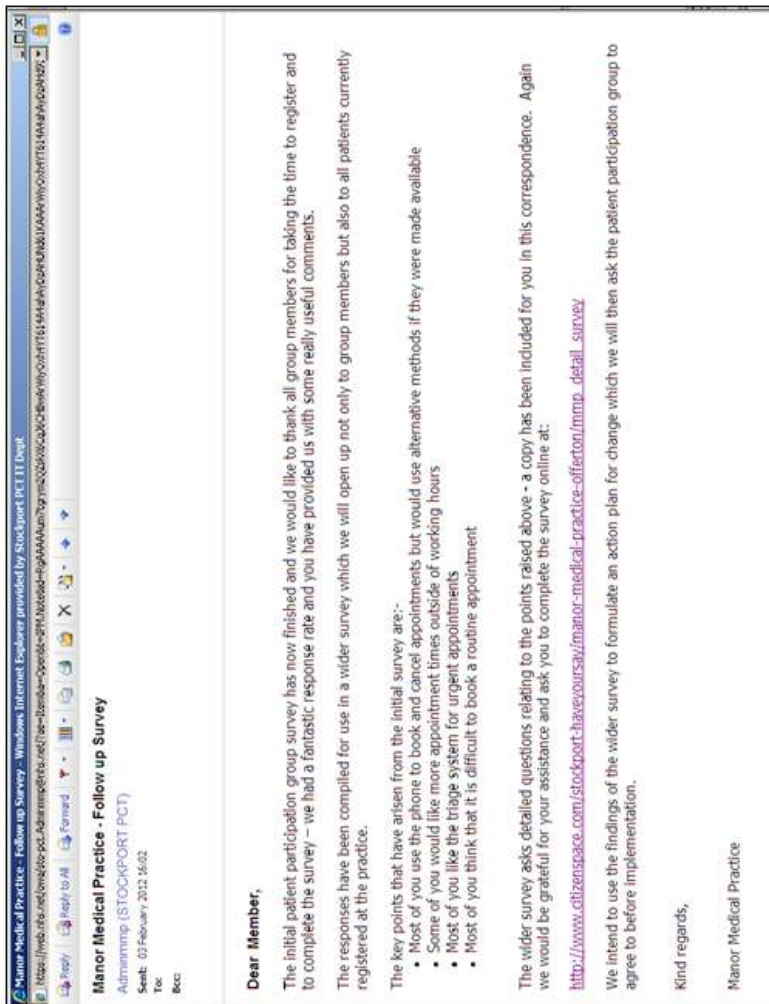 Manor Medical Practice - Follow up Survey - Windows Internet Explorer provided by Stockport PCT IT Dept
Reply Reply to All Forward
Manor Medical Practice - Follow up Survey
Adminmmp (STOCKPORT PCT)
Sent: 03 February 2012 16:02
To:
Bcc:
Dear Member,
The initial patient participation group survey has now finished and we would like to thank all group members for taking the time to register and
to complete the survey – we had a fantastic response rate and you have provided us with some really useful comments.
The responses have been compiled for use in a wider survey which we will open up not only to group members but also to all patients currently
registered at the practice.
The key points that have arisen from the initial survey are:-
• Most of you use the phone to book and cancel appointments but would use alternative methods if they were made available
• Some of you would like more appointment times outside of working hours
• Most of you like the triage system for urgent appointments
• Most of you think that it is difficult to book a routine appointment
The wider survey asks detailed questions relating to the points raised above - a copy has been included for you in this correspondence. Again
we would be grateful for your assistance and ask you to complete the survey online at:
http://www.citizenspace.com/stockport-haveyoursay/manor-medical-practice-offerton/mmp_detail_survey
We intend to use the findings of the wider survey to formulate an action plan for change which we will then ask the patient participation group to
agree to before implementation.
Kind regards,
Manor Medical Practice